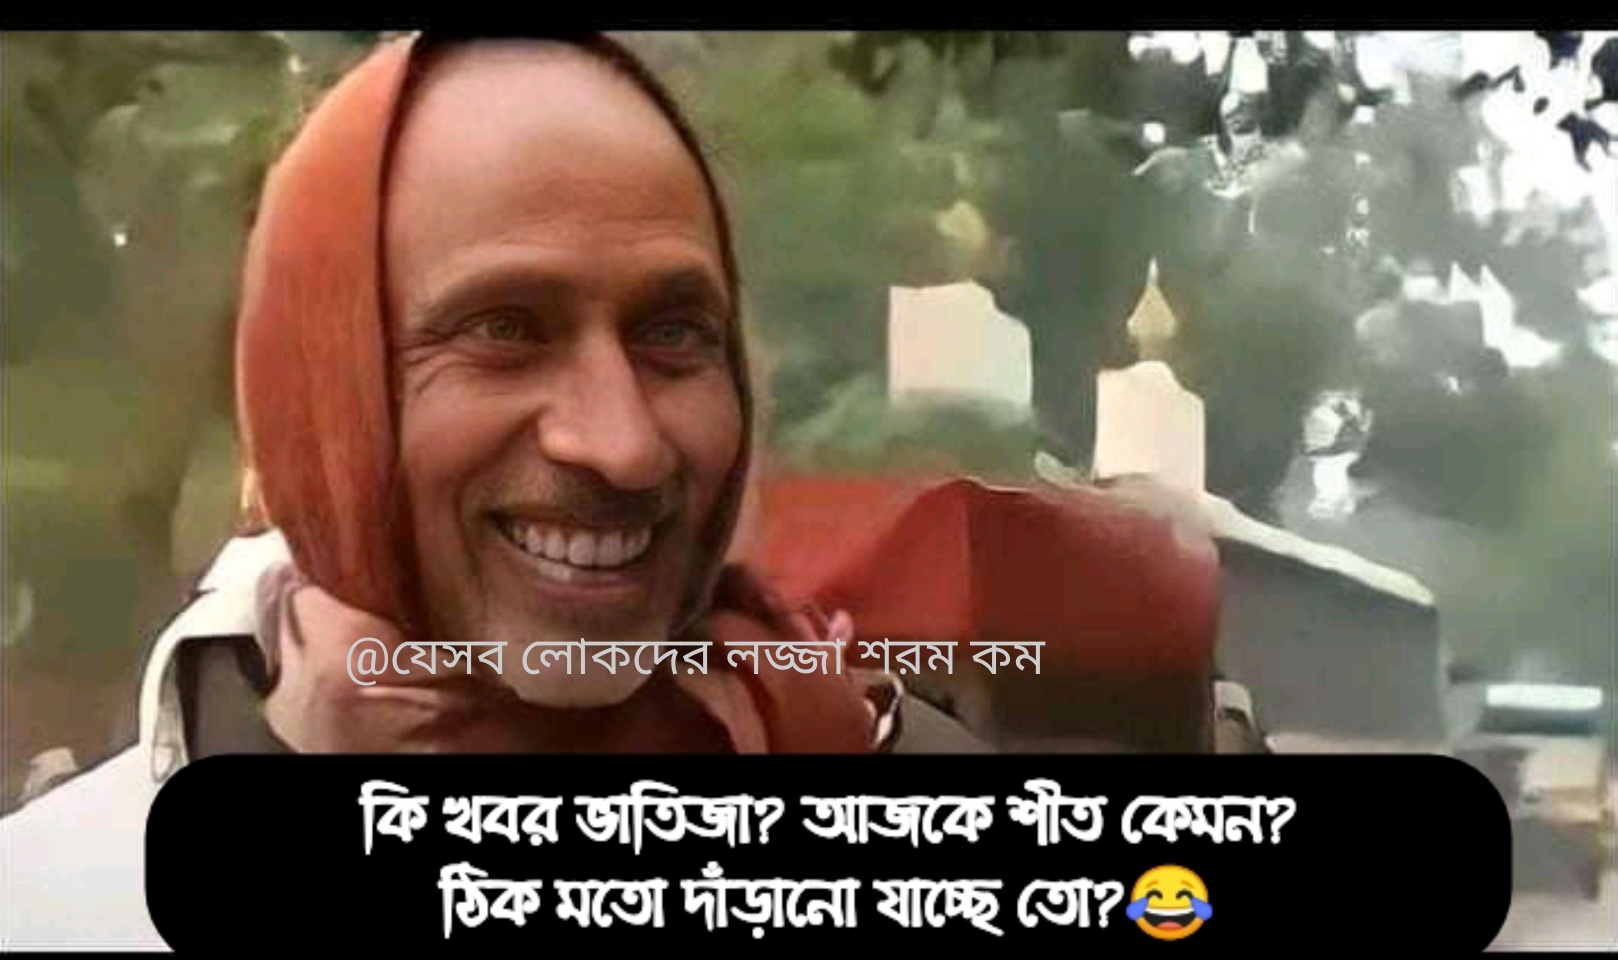 @যেসব লোকদের লজ্জা শরম কম
কি খবর ভাতিজা? আজকে শীত কেমন?
ঠিক মতো দাঁড়ানো যাচ্ছে তো?😂